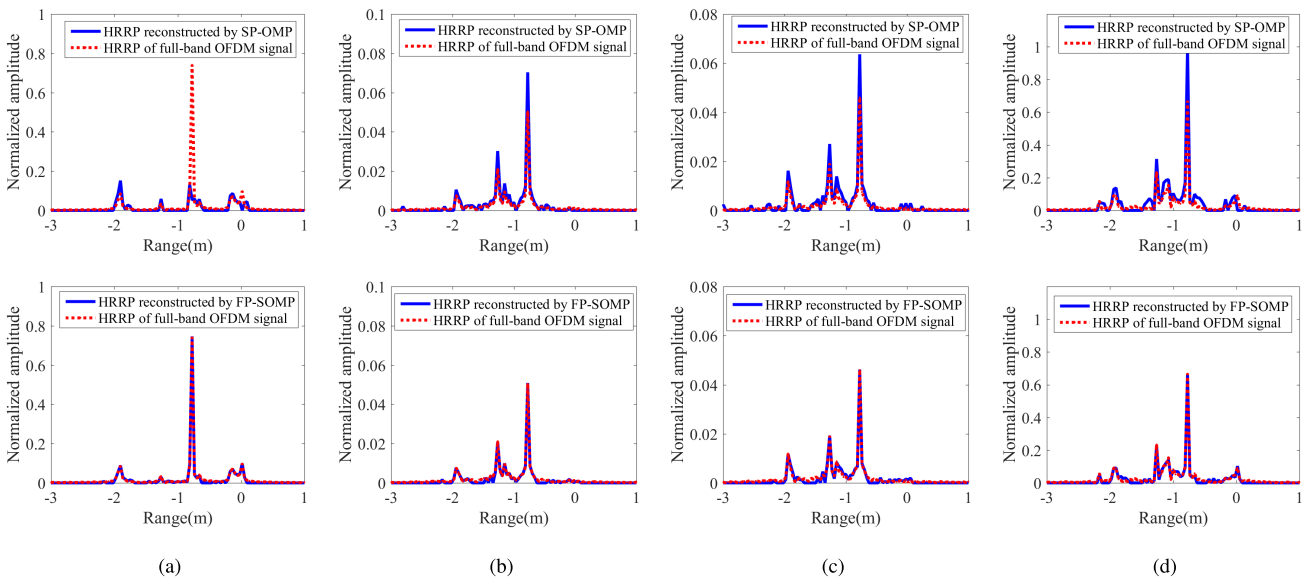 HRRP reconstructed by SP-OMP
HRRP of full-band OFDM signal
Normalized amplitude
1
0.8
0.6
0.4
0.2
0
-3
-2
-1
0
1
Range(m)
HRRP reconstructed by SP-OMP
HRRP of full-band OFDM signal
Normalized amplitude
0.1
0.08
0.06
0.04
0.02
0
-3
-2
-1
0
1
Range(m)
HRRP reconstructed by SP-OMP
HRRP of full-band OFDM signal
Normalized amplitude
0.08
0.06
0.04
0.02
0
-3
-2
-1
0
1
Range(m)
HRRP reconstructed by SP-OMP
HRRP of full-band OFDM signal
Normalized amplitude
1
0.8
0.6
0.4
0.2
0
-3
-2
-1
0
1
Range(m)
HRRP reconstructed by FP-SOMP
HRRP of full-band OFDM signal
Normalized amplitude
1
0.8
0.6
0.4
0.2
0
-3
-2
-1
0
1
Range(m)
HRRP reconstructed by FP-SOMP
HRRP of full-band OFDM signal
Normalized amplitude
0.1
0.08
0.06
0.04
0.02
0
-3
-2
-1
0
1
Range(m)
HRRP reconstructed by FP-SOMP
HRRP of full-band OFDM signal
Normalized amplitude
0.08
0.06
0.04
0.02
0
-3
-2
-1
0
1
Range(m)
HRRP reconstructed by FP-SOMP
HRRP of full-band OFDM signal
Normalized amplitude
1
0.8
0.6
0.4
0.2
0
-3
-2
-1
0
1
Range(m)
(a)
(b)
(c)
(d)